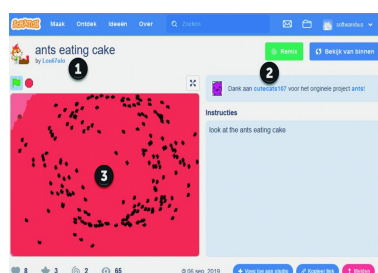 SCRATCH Maak Ontdek Ideeën Over Zoeken softwarebus
ants eating cake
by Lee67alo
1
Remix Bekijk van binnen
2
Dank aan cutecats167 voor het originele project ants!
Instructies
look at the ants eating cake
3
8 3 2 65 06 sep. 2019 Voeg toe aan studio Kopieer link Melden